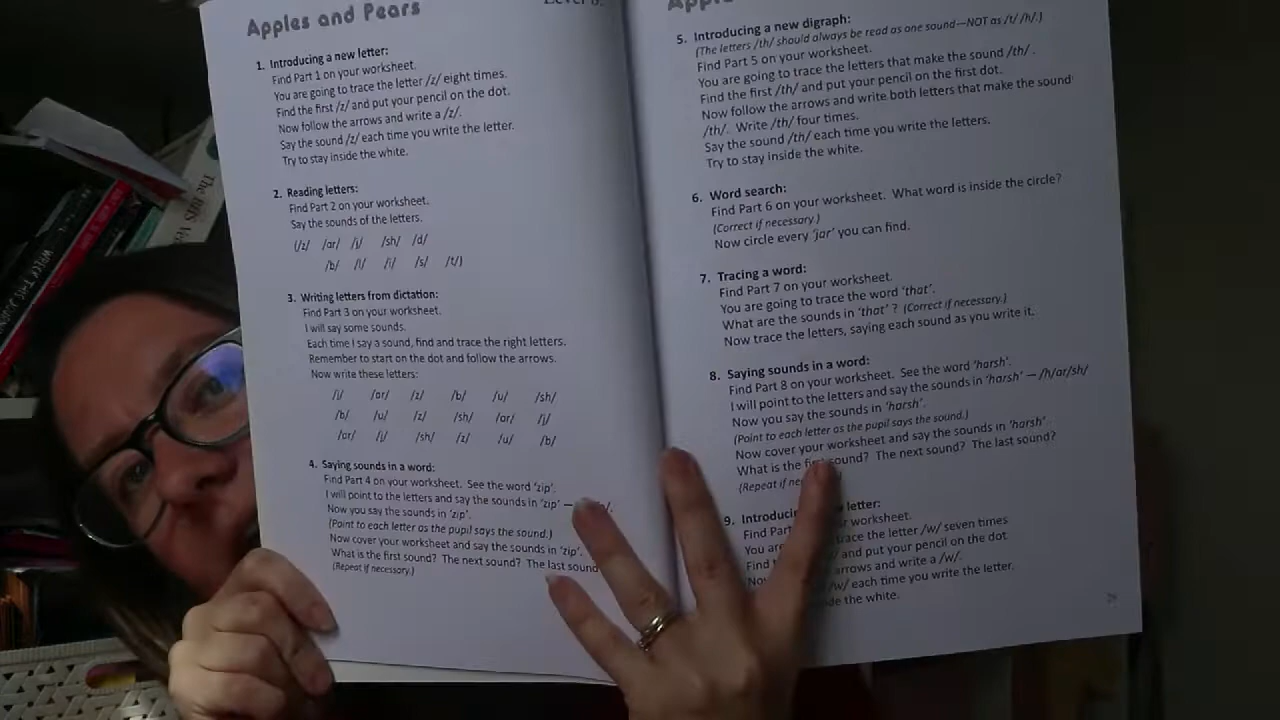 Apples and Pears
1. Introducing a new letter:
Find Part 1 on your worksheet.
You are going to trace the letter /z/ eight times.
Find the first /z/ and put your pencil on the dot.
Now follow the arrows and write a /z/.
Say the sound /z/ each time you write the letter.
Try to stay inside the white.
2. Reading letters:
Find Part 2 on your worksheet.
Say the sounds of the letters.
(/z/ /ar/ /j/ /sh/ /d/
/b/ /l/ /i/ /s/ /t/)
3. Writing letters from dictation:
Find Part 3 on your worksheet.
I will say some sounds.
Each time I say a sound, find and trace the right letters.
Remember to start on the dot and follow the arrows.
Now write these letters:
/j/ /ar/ /z/ /b/ /u/ /sh/
/b/ /u/ /z/ /sh/ /ar/ /j/
/ar/ /j/ /sh/ /z/ /u/ /b/
4. Saying sounds in a word:
Find Part 4 on your worksheet. See the word 'zip'.
I will point to the letters and say the sounds in 'zip' —
Now you say the sounds in 'zip'.
(Point to each letter as the pupil says the sound.)
Now cover your worksheet and say the sounds in 'zip'.
What is the first sound? The next sound? The last sound
(Repeat if necessary.)
5. Introducing a new digraph:
(The letters /th/ should always be read as one sound—NOT as /t/ /h/.)
Find Part 5 on your worksheet.
You are going to trace the letters that make the sound /th/ .
Find the first /th/ and put your pencil on the first dot.
Now follow the arrows and write both letters that make the sound
/th/. Write /th/ four times.
Say the sound /th/ each time you write the letters.
Try to stay inside the white.
6. Word search:
Find Part 6 on your worksheet. What word is inside the circle?
(Correct if necessary.)
Now circle every 'jar' you can find.
7. Tracing a word:
Find Part 7 on your worksheet.
You are going to trace the word 'that'.
What are the sounds in 'that' ? (Correct if necessary.)
Now trace the letters, saying each sound as you write it.
8. Saying sounds in a word:
Find Part 8 on your worksheet. See the word 'harsh'.
I will point to the letters and say the sounds in 'harsh' — /h/ar/sh/
Now you say the sounds in 'harsh'.
(Point to each letter as the pupil says the sound.)
Now cover your worksheet and say the sounds in 'harsh'.
What is the first sound? The next sound? The last sound?
(Repeat if
9. letter:
Find Part worksheet.
You are trace the letter /w/ seven times
and put your pencil on the dot
arrows and write a /w/.
/w/ each time you write the letter.
the white.